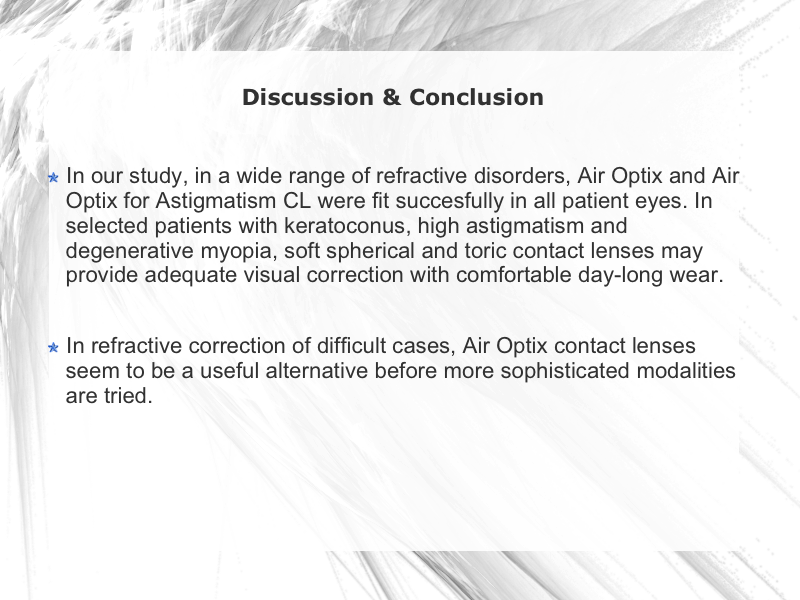 Discussion & Conclusion
In our study, in a wide range of refractive disorders, Air Optix and Air
Optix for Astigmatism CL were fit succesfully in all patient eyes. In
selected patients with keratoconus, high astigmatism and
degenerative myopia, soft spherical and toric contact lenses may
provide adequate visual correction with comfortable day-long wear.
In refractive correction of difficult cases, Air Optix contact lenses
seem to be a useful alternative before more sophisticated modalities
are tried.